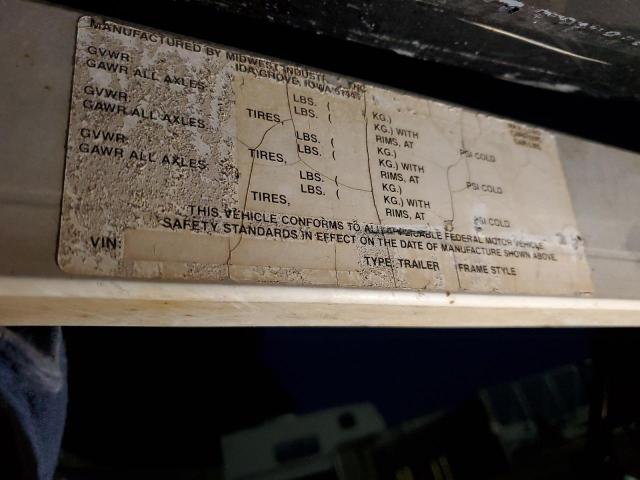 MANUFACTURED BY MIDWEST INDUSTRIES, INC.
IDA GROVE, IOWA 51445
GVWR LBS. ( KG.)
GAWR ALL AXLES LBS. ( KG.) WITH
TIRES, RIMS, AT PSI COLD
GVWR LBS. ( KG.)
GAWR ALL AXLES LBS. ( KG.) WITH
TIRES, RIMS, AT PSI COLD
GVWR LBS. ( KG.)
GAWR ALL AXLES LBS. ( KG.) WITH
TIRES, RIMS, AT PSI COLD
THIS VEHICLE CONFORMS TO ALL APPLICABLE FEDERAL MOTOR VEHICLE
SAFETY STANDARDS IN EFFECT ON THE DATE OF MANUFACTURE SHOWN ABOVE.
VIN: TYPE: TRAILER FRAME STYLE